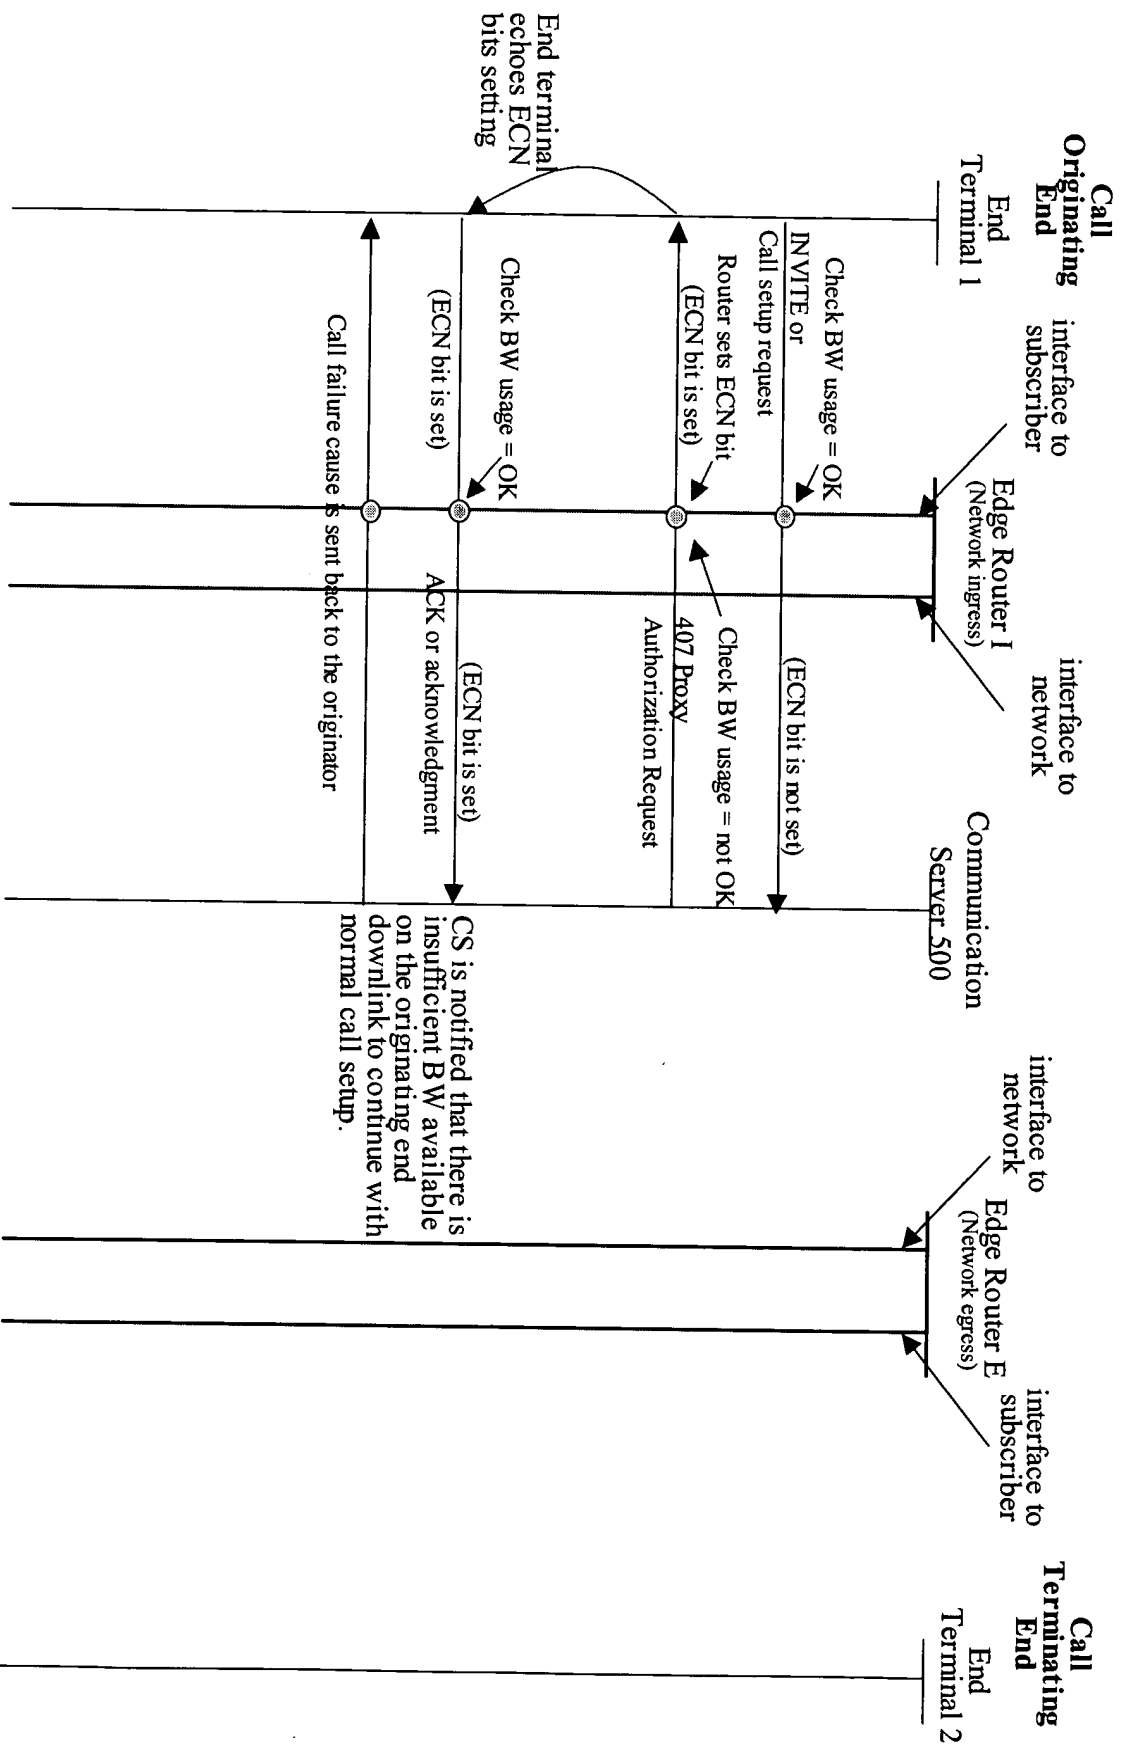 Call
Originating
End
End
Terminal 1
interface to
subscriber
Edge Router I
(Network ingress)
interface to
network
Communication
Server 500
interface to
network
Edge Router E
(Network egress)
interface to
subscriber
Call
Terminating
End
End
Terminal 2
Check BW usage = OK
INVITE or
Call setup request
(ECN bit is not set)
Router sets ECN bit
(ECN bit is set)
Check BW usage = not OK
407 Proxy
Authorization Request
End terminal
echoes ECN
bits setting
Check BW usage = OK
(ECN bit is set)
(ECN bit is set)
ACK or acknowledgment
CS is notified that there is
insufficient BW available
on the originating end
downlink to continue with
normal call setup.
Call failure cause is sent back to the originator